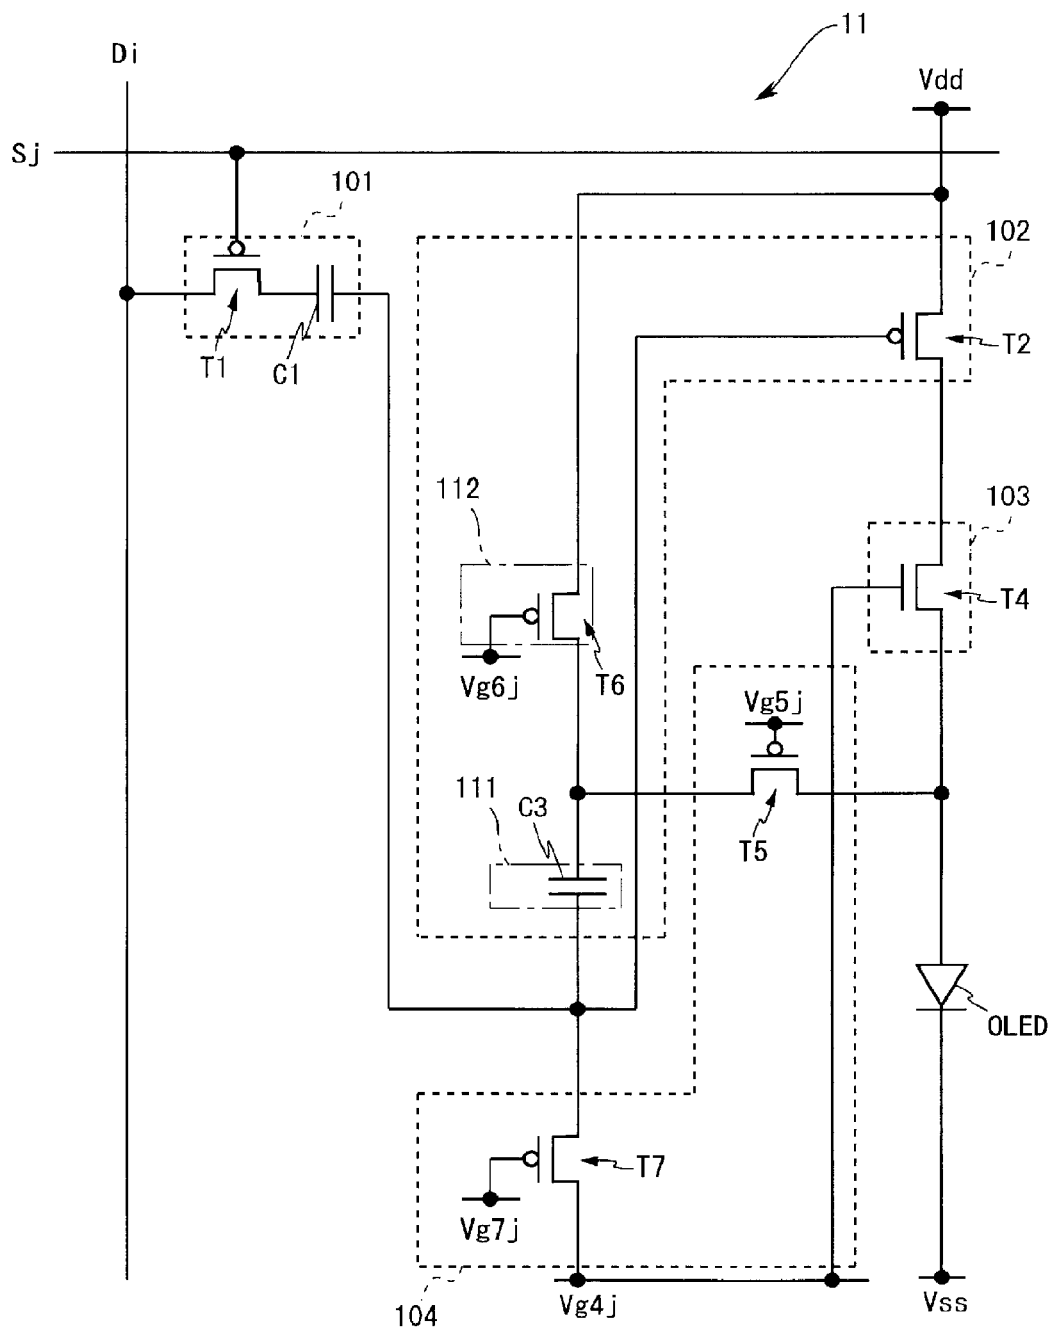 11
Di
Vdd
Sj
101
102
T1
C1
T2
112
103
T4
Vg6j
T6
Vg5j
111
C3
T5
OLED
T7
Vg7j
104
Vg4j
Vss